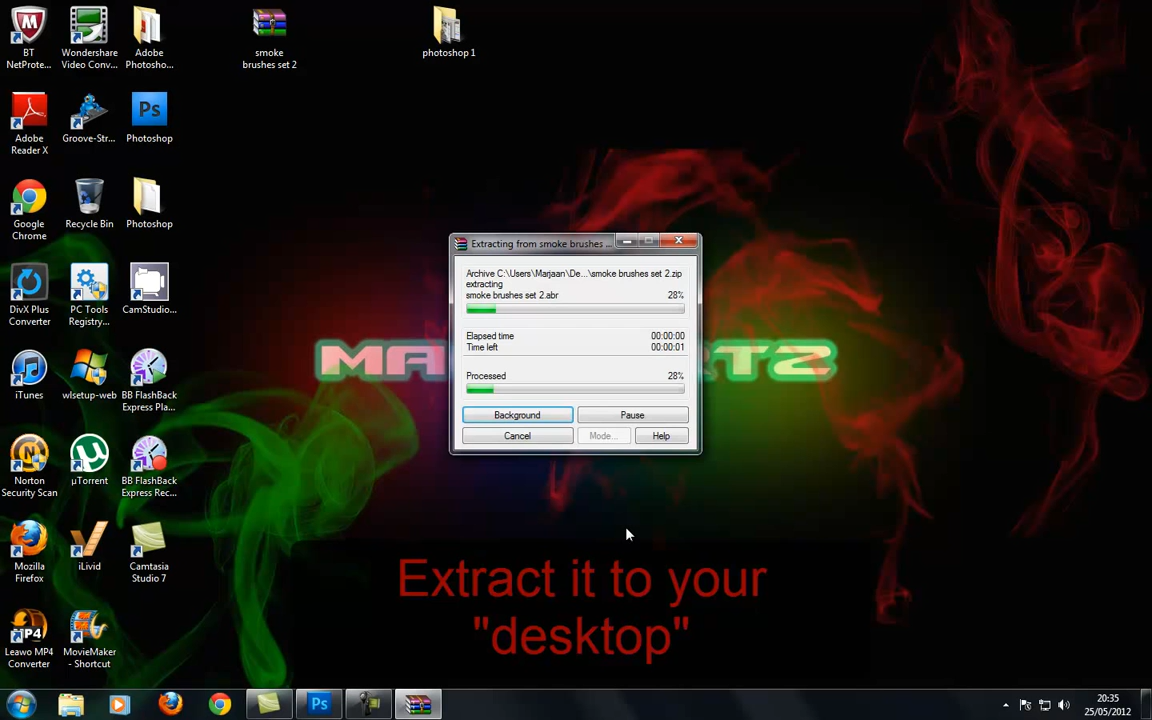 BT
NetProte...
Wondershare
Video Conv...
Adobe
Photosho...
smoke
brushes set 2
photoshop 1
Adobe
Reader X
Groove-Str...
Ps
Photoshop
Google
Chrome
Recycle Bin
Photoshop
DivX Plus
Converter
PC Tools
Registry...
CamStudio...
iTunes
wlsetup-web
BB FlashBack
Express Pla...
Norton
Security Scan
µTorrent
BB FlashBack
Express Rec...
Mozilla
Firefox
iLivid
Camtasia
Studio 7
MP4
Leawo MP4
Converter
MovieMaker
- Shortcut
Extracting from smoke brushes ...
Archive C:\Users\Marjaan\De...\smoke brushes set 2.zip
extracting
smoke brushes set 2.abr 28%
Elapsed time 00:00:00
Time left 00:00:01
Processed 28%
Background Pause
Cancel Mode... Help
Extract it to your
"desktop"
Ps
20:35
25/05/2012